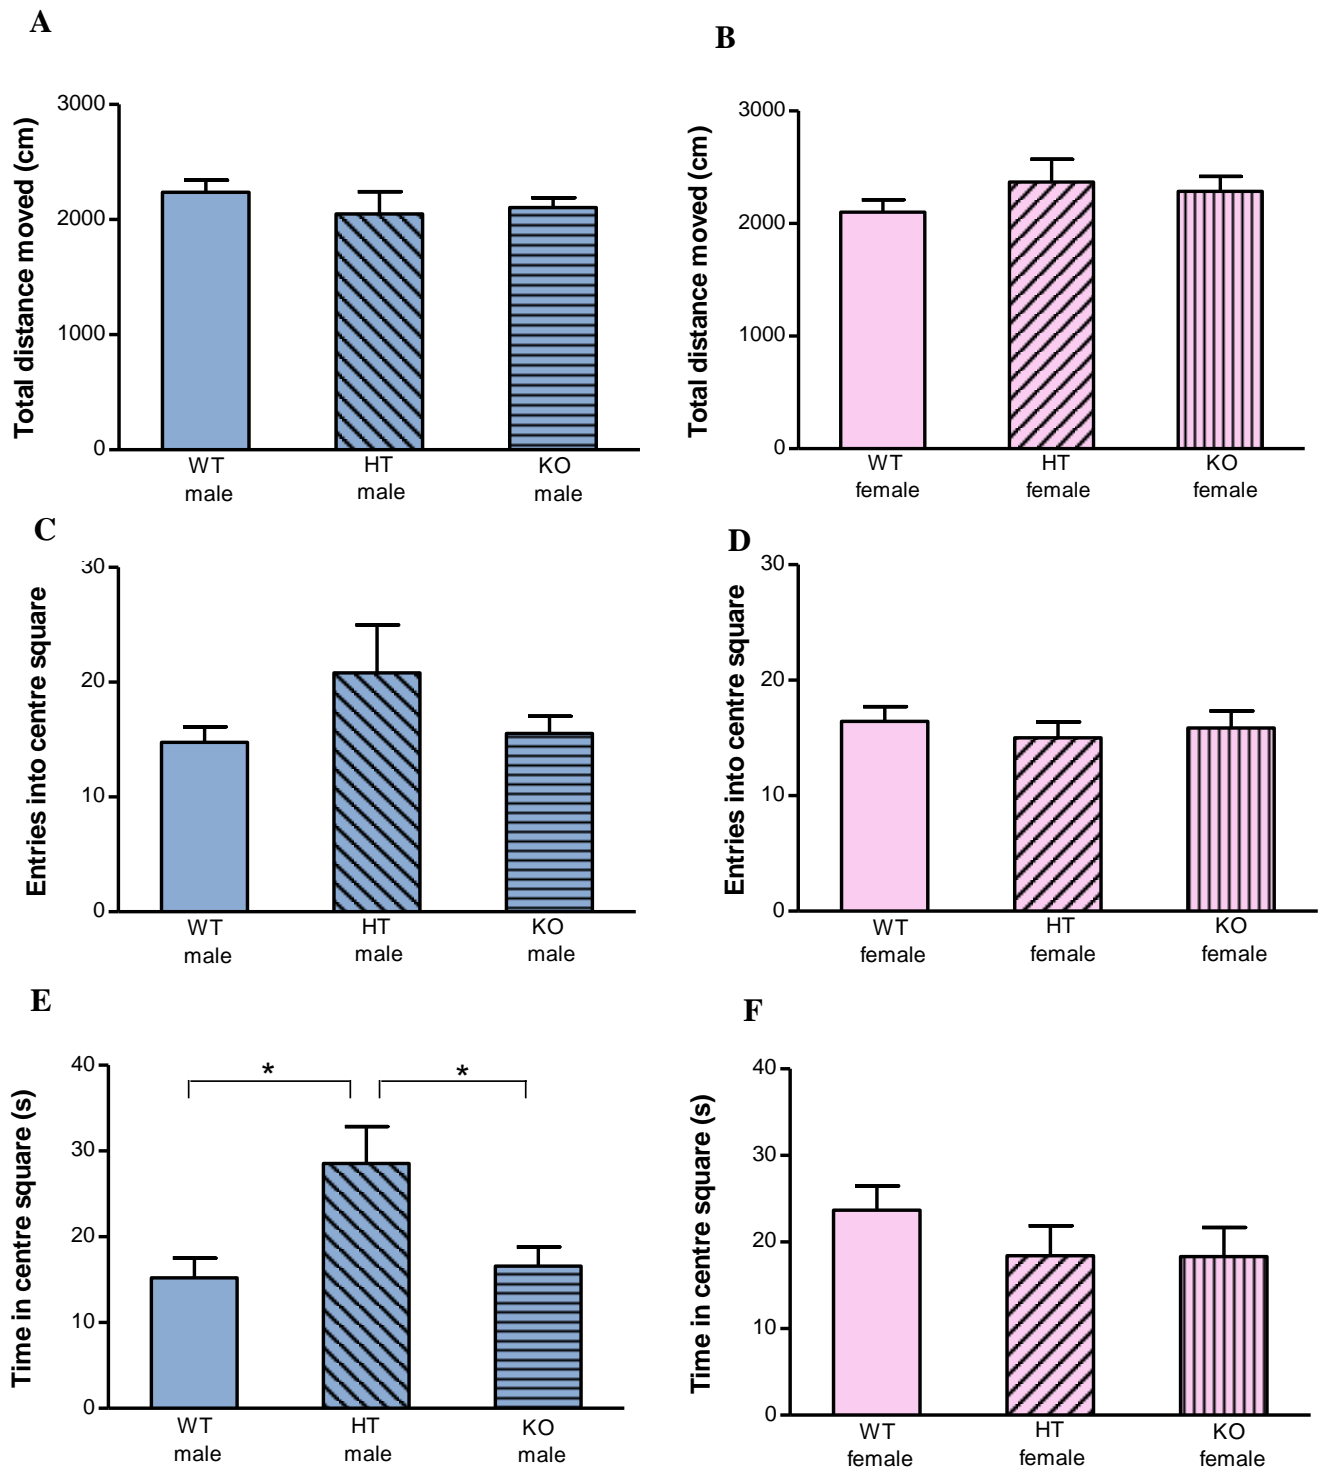 A
B
Total distance moved (cm)
3000
2000
1000
0
WT
male
HT
male
KO
male
Total distance moved (cm)
3000
2000
1000
0
WT
female
HT
female
KO
female
C
D
Entries into centre square
30
20
10
0
WT
male
HT
male
KO
male
Entries into centre square
30
20
10
0
WT
female
HT
female
KO
female
E
F
Time in centre square (s)
40
30
20
10
0
*
*
WT
male
HT
male
KO
male
Time in centre square (s)
40
30
20
10
0
WT
female
HT
female
KO
female